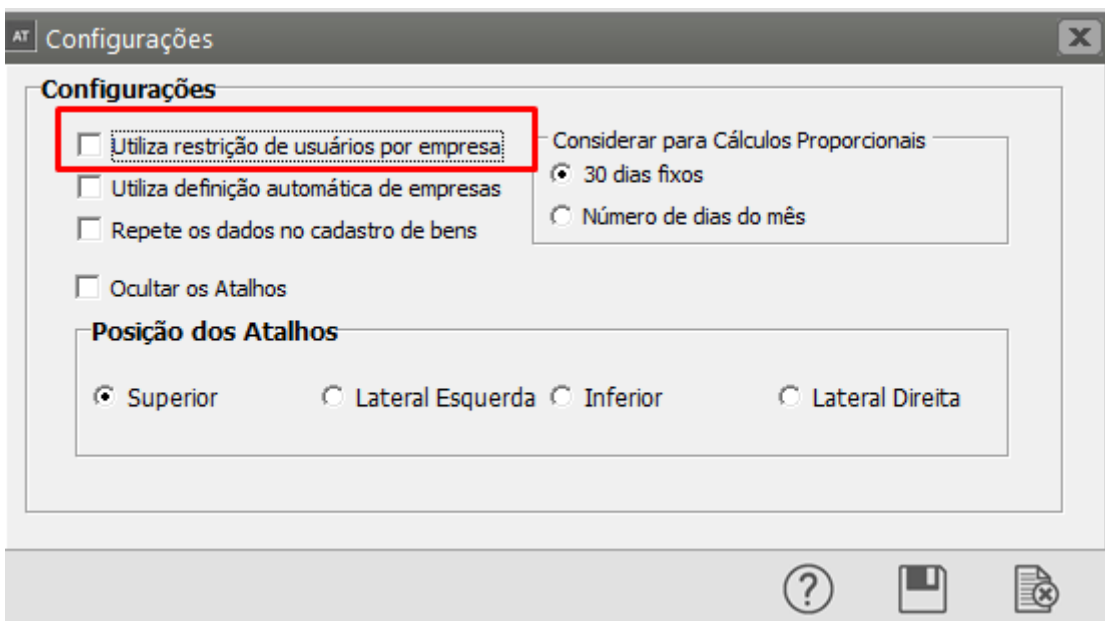 AT Configurações
Configurações
Utiliza restrição de usuários por empresa
Utiliza definição automática de empresas
Repete os dados no cadastro de bens
Considerar para Cálculos Proporcionais
30 dias fixos
Número de dias do mês
Ocultar os Atalhos
Posição dos Atalhos
Superior Lateral Esquerda Inferior Lateral Direita
?